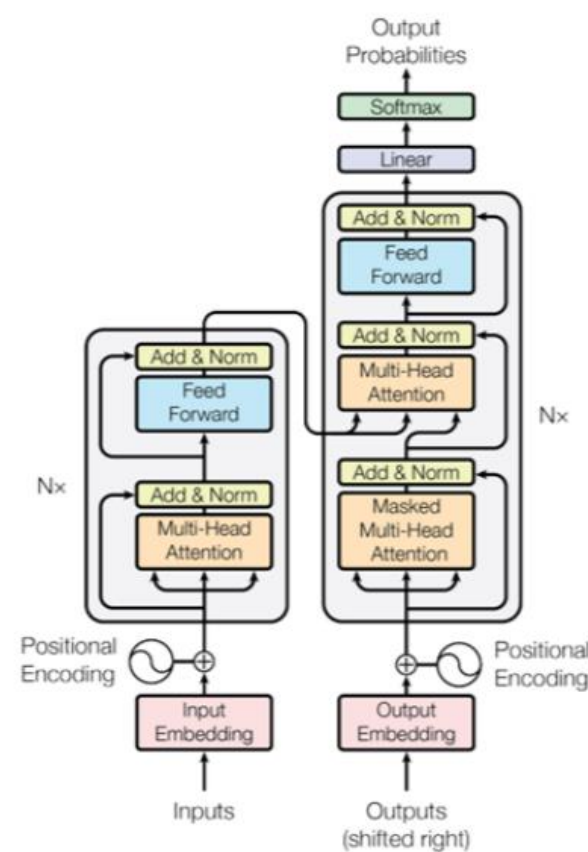 Output
Probabilities
Softmax
Linear
Add & Norm
Feed
Forward
Add & Norm
Multi-Head
Attention
Nx
Add & Norm
Masked
Multi-Head
Attention
Add & Norm
Feed
Forward
Nx
Add & Norm
Multi-Head
Attention
Positional
Encoding
Positional
Encoding
Input
Embedding
Output
Embedding
Inputs
Outputs
(shifted right)